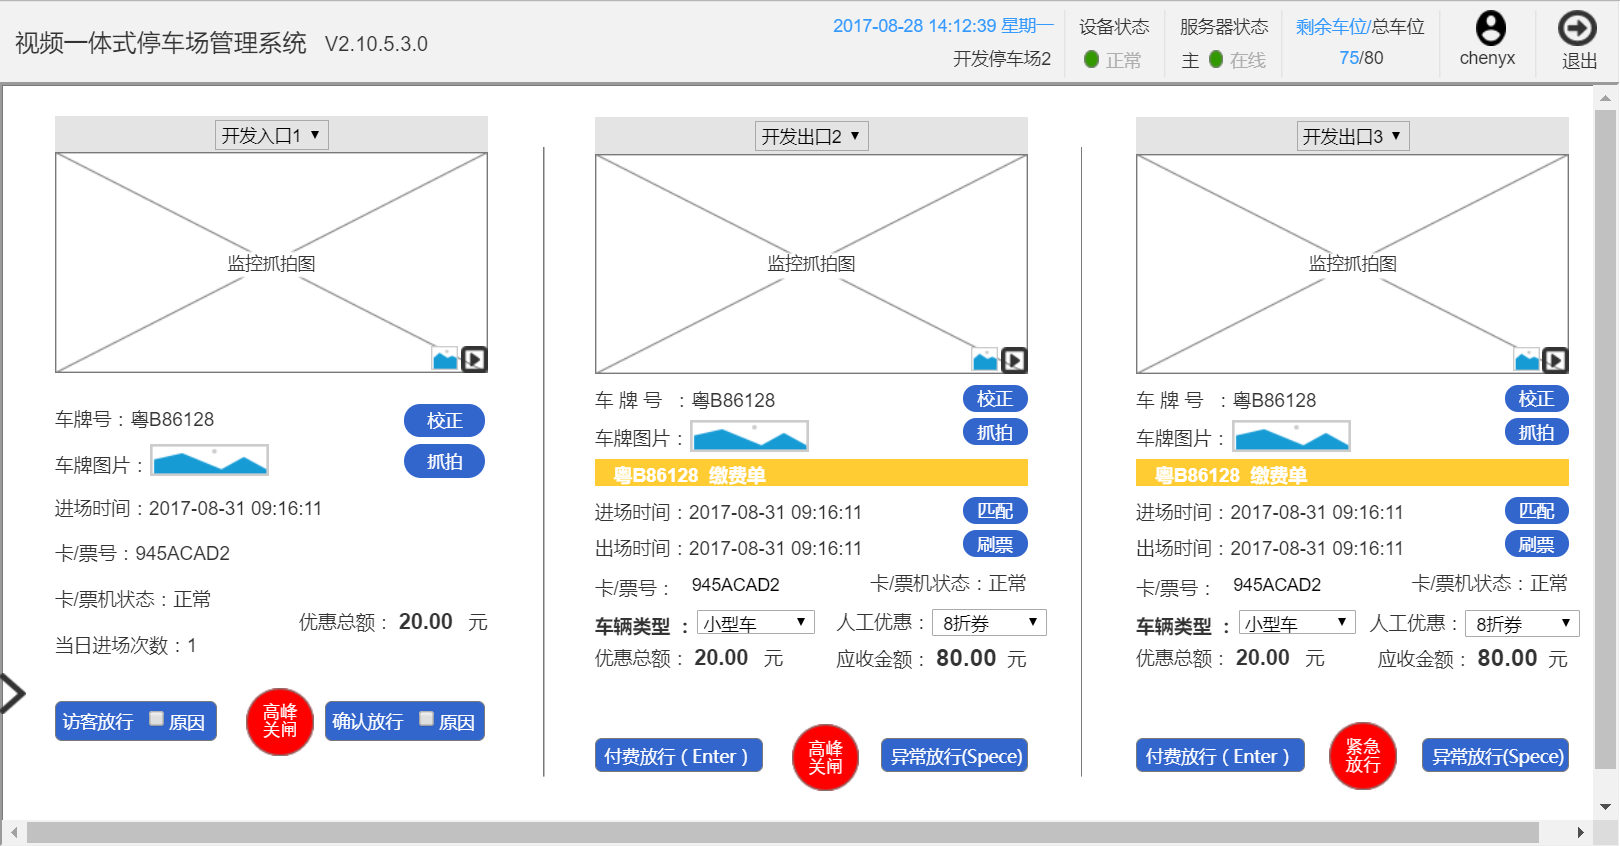 视频一体式停车场管理系统 V2.10.5.3.0
2017-08-28 14:12:39 星期一
开发停车场2
设备状态
正常
服务器状态
主 在线
剩余车位/总车位
75/80
chenyx
退出
开发入口1
监控抓拍图
车牌号：粤B86128
校正
车牌图片：
抓拍
进场时间：2017-08-31 09:16:11
卡/票号：945ACAD2
卡/票机状态：正常
优惠总额： 20.00 元
当日进场次数：1
访客放行 原因
高峰
关闸
确认放行 原因
开发出口2
监控抓拍图
车 牌 号 ：粤B86128
校正
车牌图片：
抓拍
粤B86128 缴费单
进场时间：2017-08-31 09:16:11
匹配
出场时间：2017-08-31 09:16:11
刷票
卡/票号： 945ACAD2
卡/票机状态：正常
车辆类型 ： 小型车
人工优惠： 8折券
优惠总额： 20.00 元
应收金额： 80.00 元
付费放行（Enter）
高峰
关闸
异常放行(Spece)
开发出口3
监控抓拍图
车 牌 号 ：粤B86128
校正
车牌图片：
抓拍
粤B86128 缴费单
进场时间：2017-08-31 09:16:11
匹配
出场时间：2017-08-31 09:16:11
刷票
卡/票号： 945ACAD2
卡/票机状态：正常
车辆类型 ： 小型车
人工优惠： 8折券
优惠总额： 20.00 元
应收金额： 80.00 元
付费放行（Enter）
紧急
放行
异常放行(Spece)